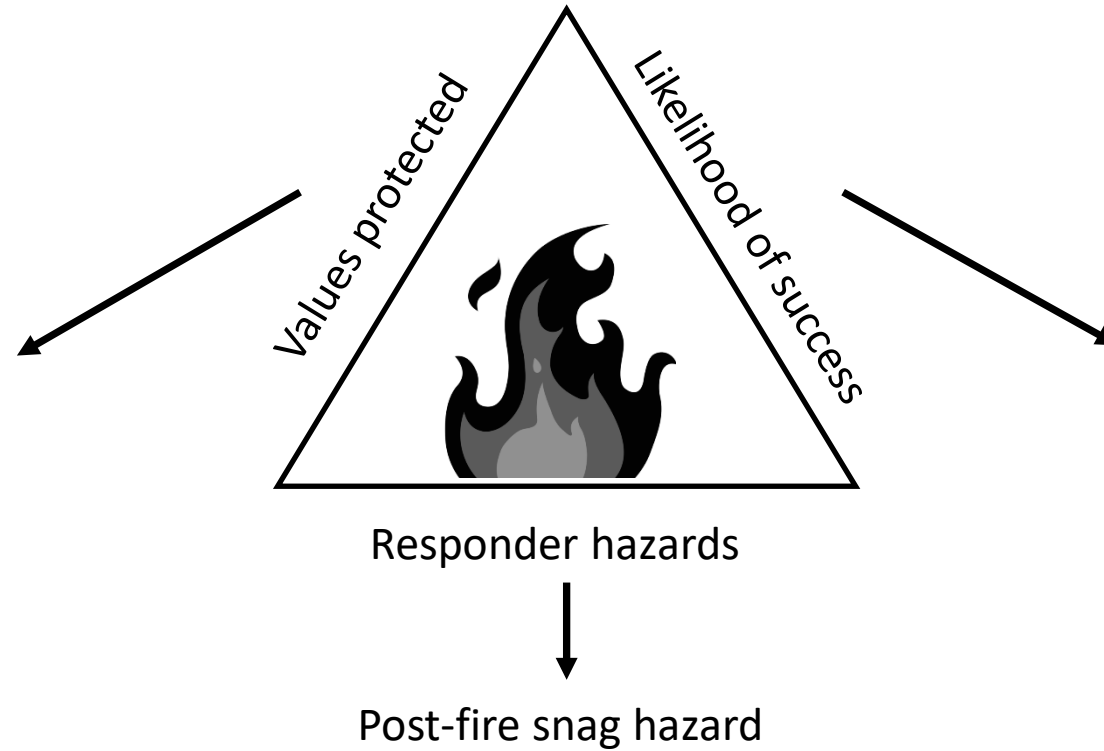 Values protected
Likelihood of success
Responder hazards
Post-fire snag hazard